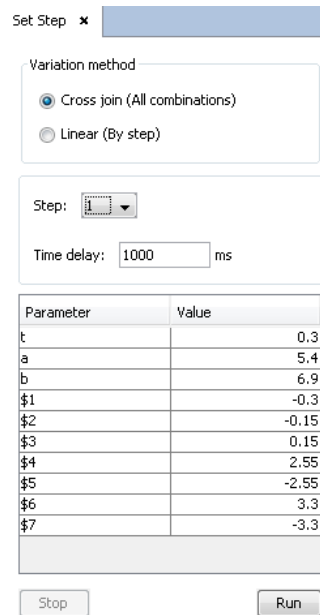 Set Step ×
Variation method
Cross join (All combinations)
Linear (By step)
Step: 1
Time delay: 1000 ms
Parameter Value
t 0.3
a 5.4
b 6.9
$1 -0.3
$2 -0.15
$3 0.15
$4 2.55
$5 -2.55
$6 3.3
$7 -3.3
Stop Run